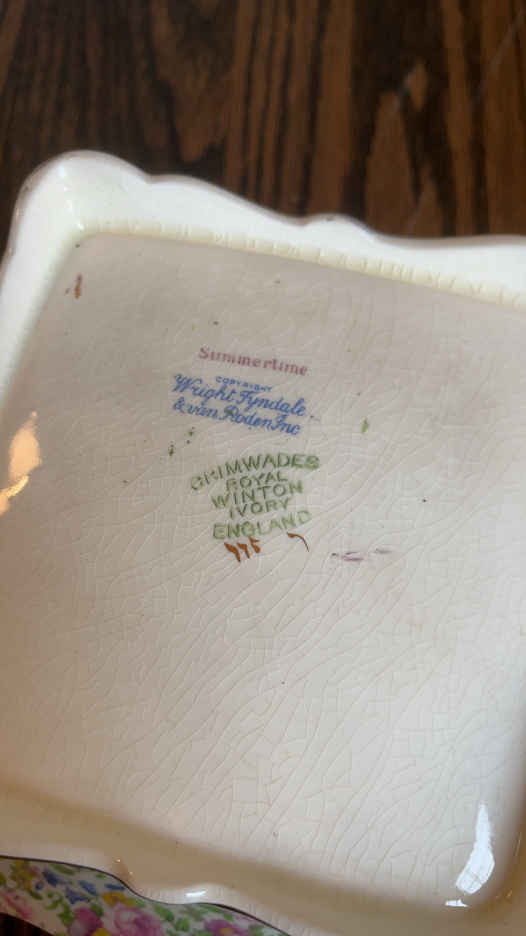 Summertime
COPYRIGHT
Wright Tyndale
& van Roden Inc
GRIMWADES
ROYAL
WINTON
IVORY
ENGLAND